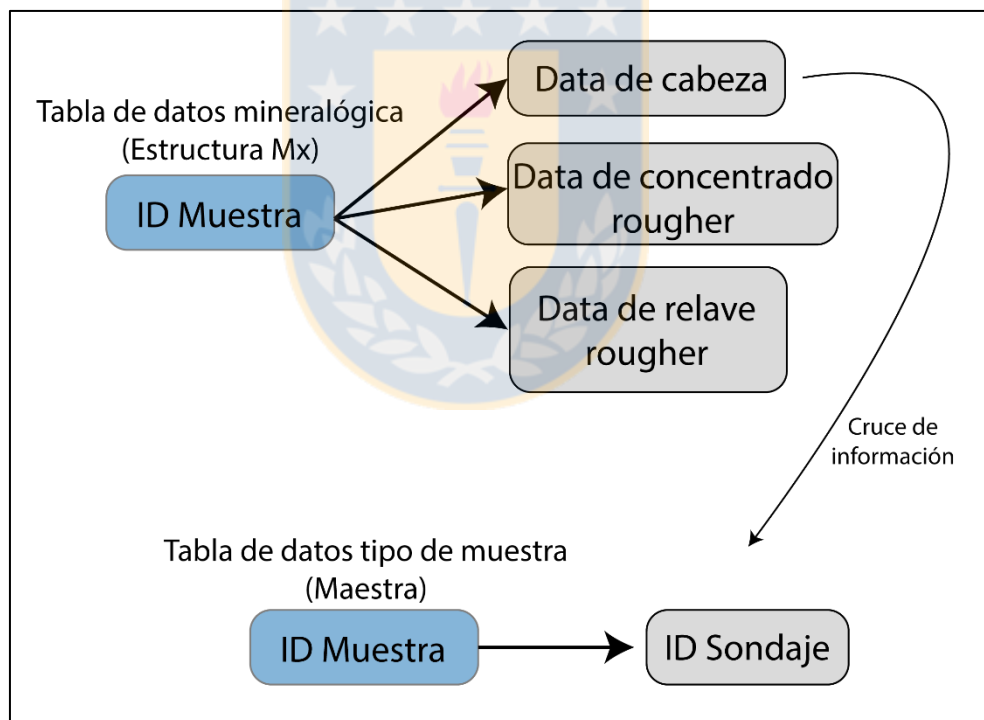 Tabla de datos mineralógica
(Estructura Mx)
ID Muestra
Data de cabeza
Data de concentrado
rougher
Data de relave
rougher
Cruce de
información
Tabla de datos tipo de muestra
(Maestra)
ID Muestra
ID Sondaje